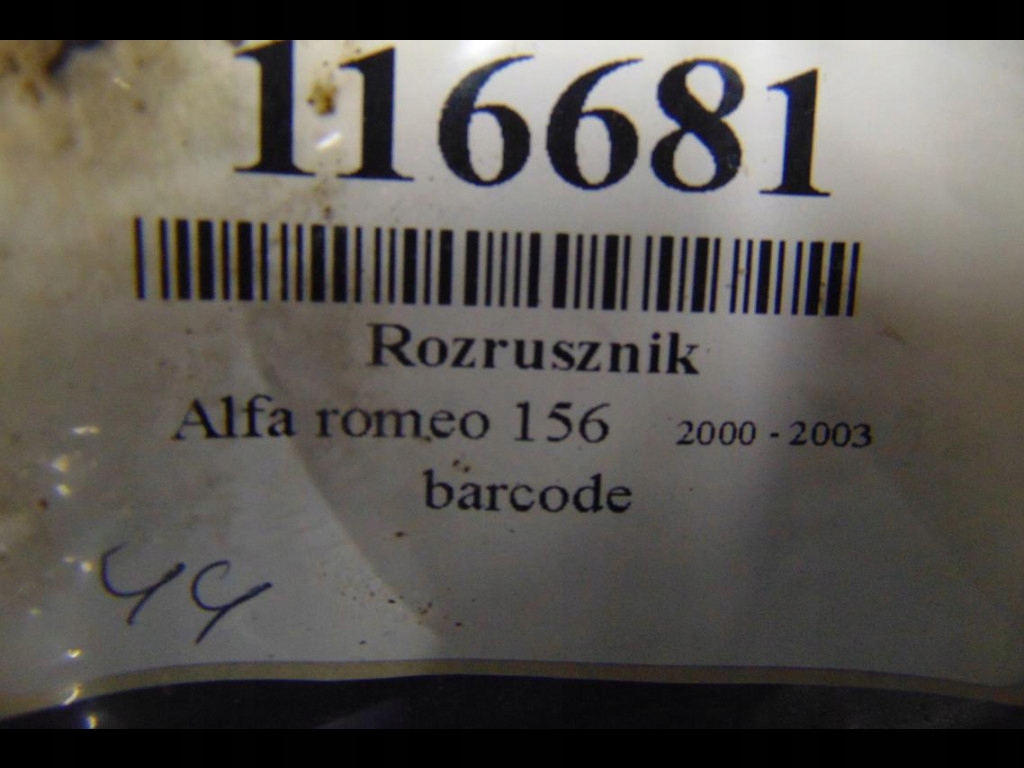 116681
Rozrusznik
Alfa romeo 156 2000 - 2003
barcode
44